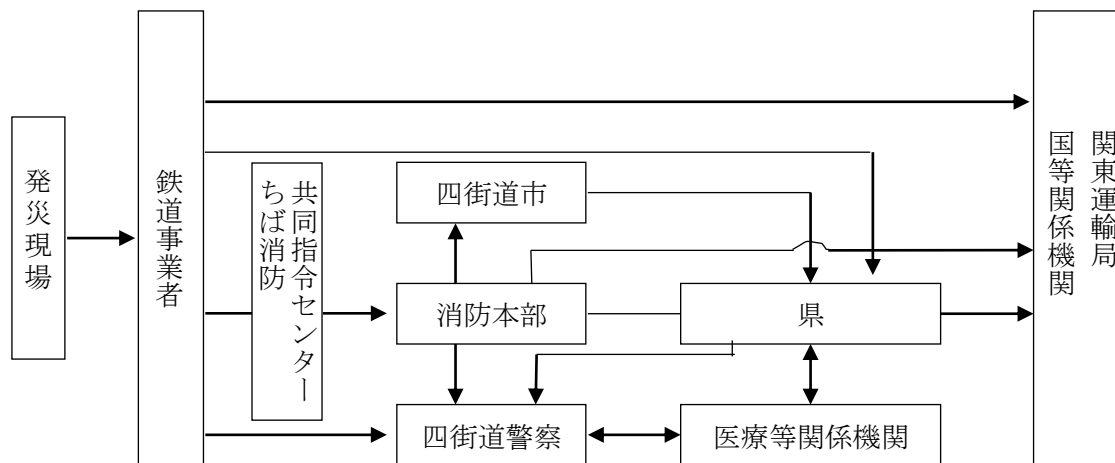 発災現場
鉄道事業者
ちば消防
共同指令センター
四街道市
消防本部
四街道警察
県
医療等関係機関
関東運輸局
国等関係機関